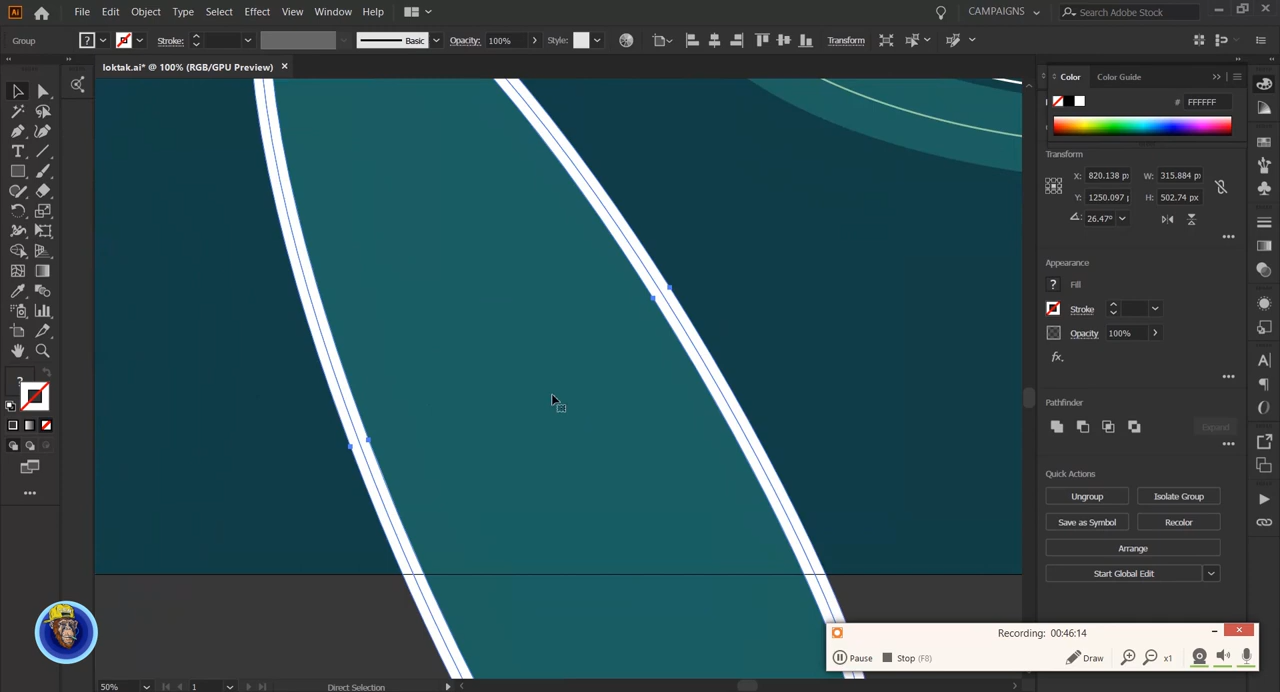 Ai File Edit Object Type Select Effect View Window Help CAMPAIGNS Search Adobe Stock
Group ? Stroke: Basic Opacity: 100% Style: Transform
loktak.ai* @ 100% (RGB/GPU Preview) ×
Color Color Guide
# FFFFFF
Transform
X: 820.138 px W: 315.884 px
Y: 1250.097 p H: 502.74 px
26.47°
Appearance
? Fill
Stroke
Opacity 100%
fx.
Pathfinder
Expand
Quick Actions
Ungroup Isolate Group
Save as Symbol Recolor
Arrange
Start Global Edit
Recording: 00:46:14
Pause Stop (F8) Draw x1
50% 1 Direct Selection